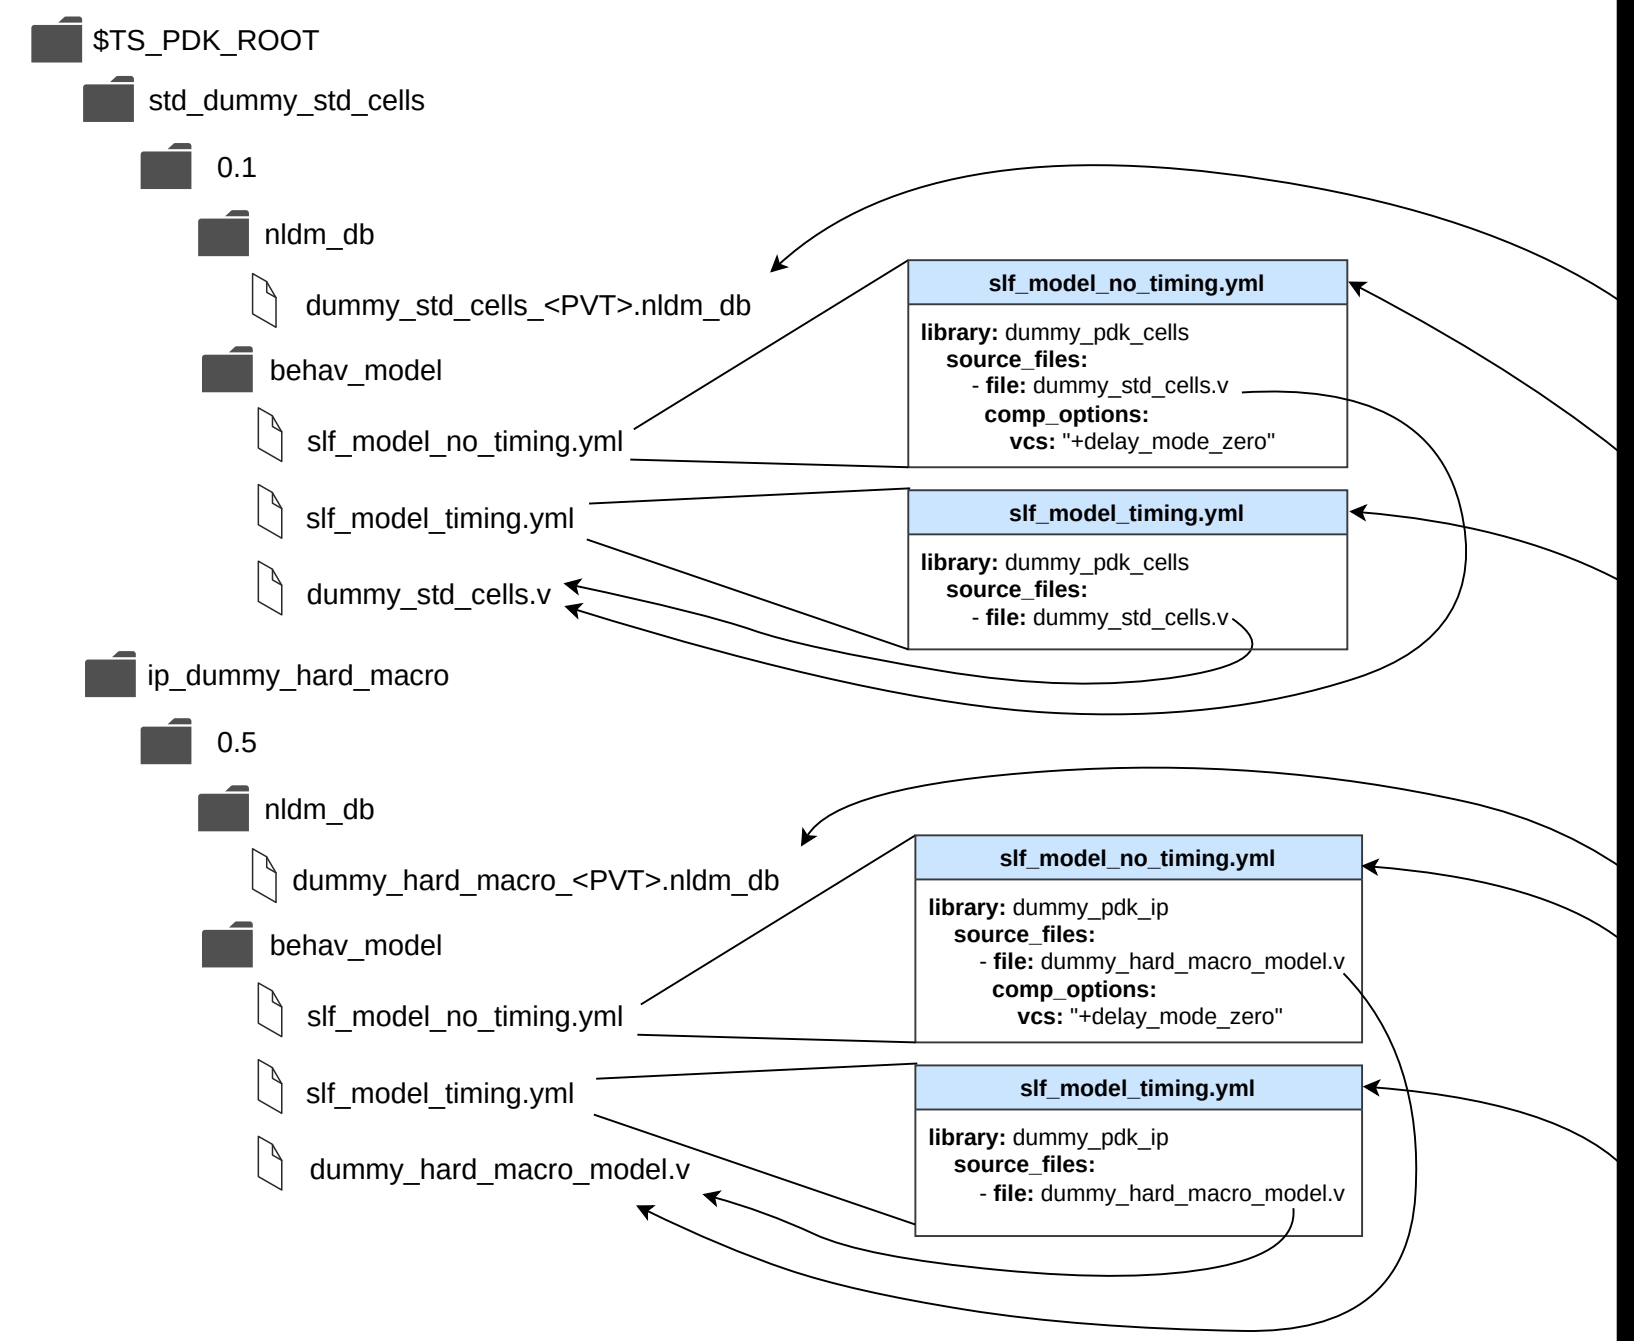 $TS_PDK_ROOT
std_dummy_std_cells
0.1
nldm_db
dummy_std_cells_<PVT>.nldm_db
behav_model
slf_model_no_timing.yml
slf_model_timing.yml
dummy_std_cells.v
slf_model_no_timing.yml
library: dummy_pdk_cells
source_files:
- file: dummy_std_cells.v
comp_options:
vcs: "+delay_mode_zero"
slf_model_timing.yml
library: dummy_pdk_cells
source_files:
- file: dummy_std_cells.v
ip_dummy_hard_macro
0.5
nldm_db
dummy_hard_macro_<PVT>.nldm_db
behav_model
slf_model_no_timing.yml
slf_model_timing.yml
dummy_hard_macro_model.v
slf_model_no_timing.yml
library: dummy_pdk_ip
source_files:
- file: dummy_hard_macro_model.v
comp_options:
vcs: "+delay_mode_zero"
slf_model_timing.yml
library: dummy_pdk_ip
source_files:
- file: dummy_hard_macro_model.v